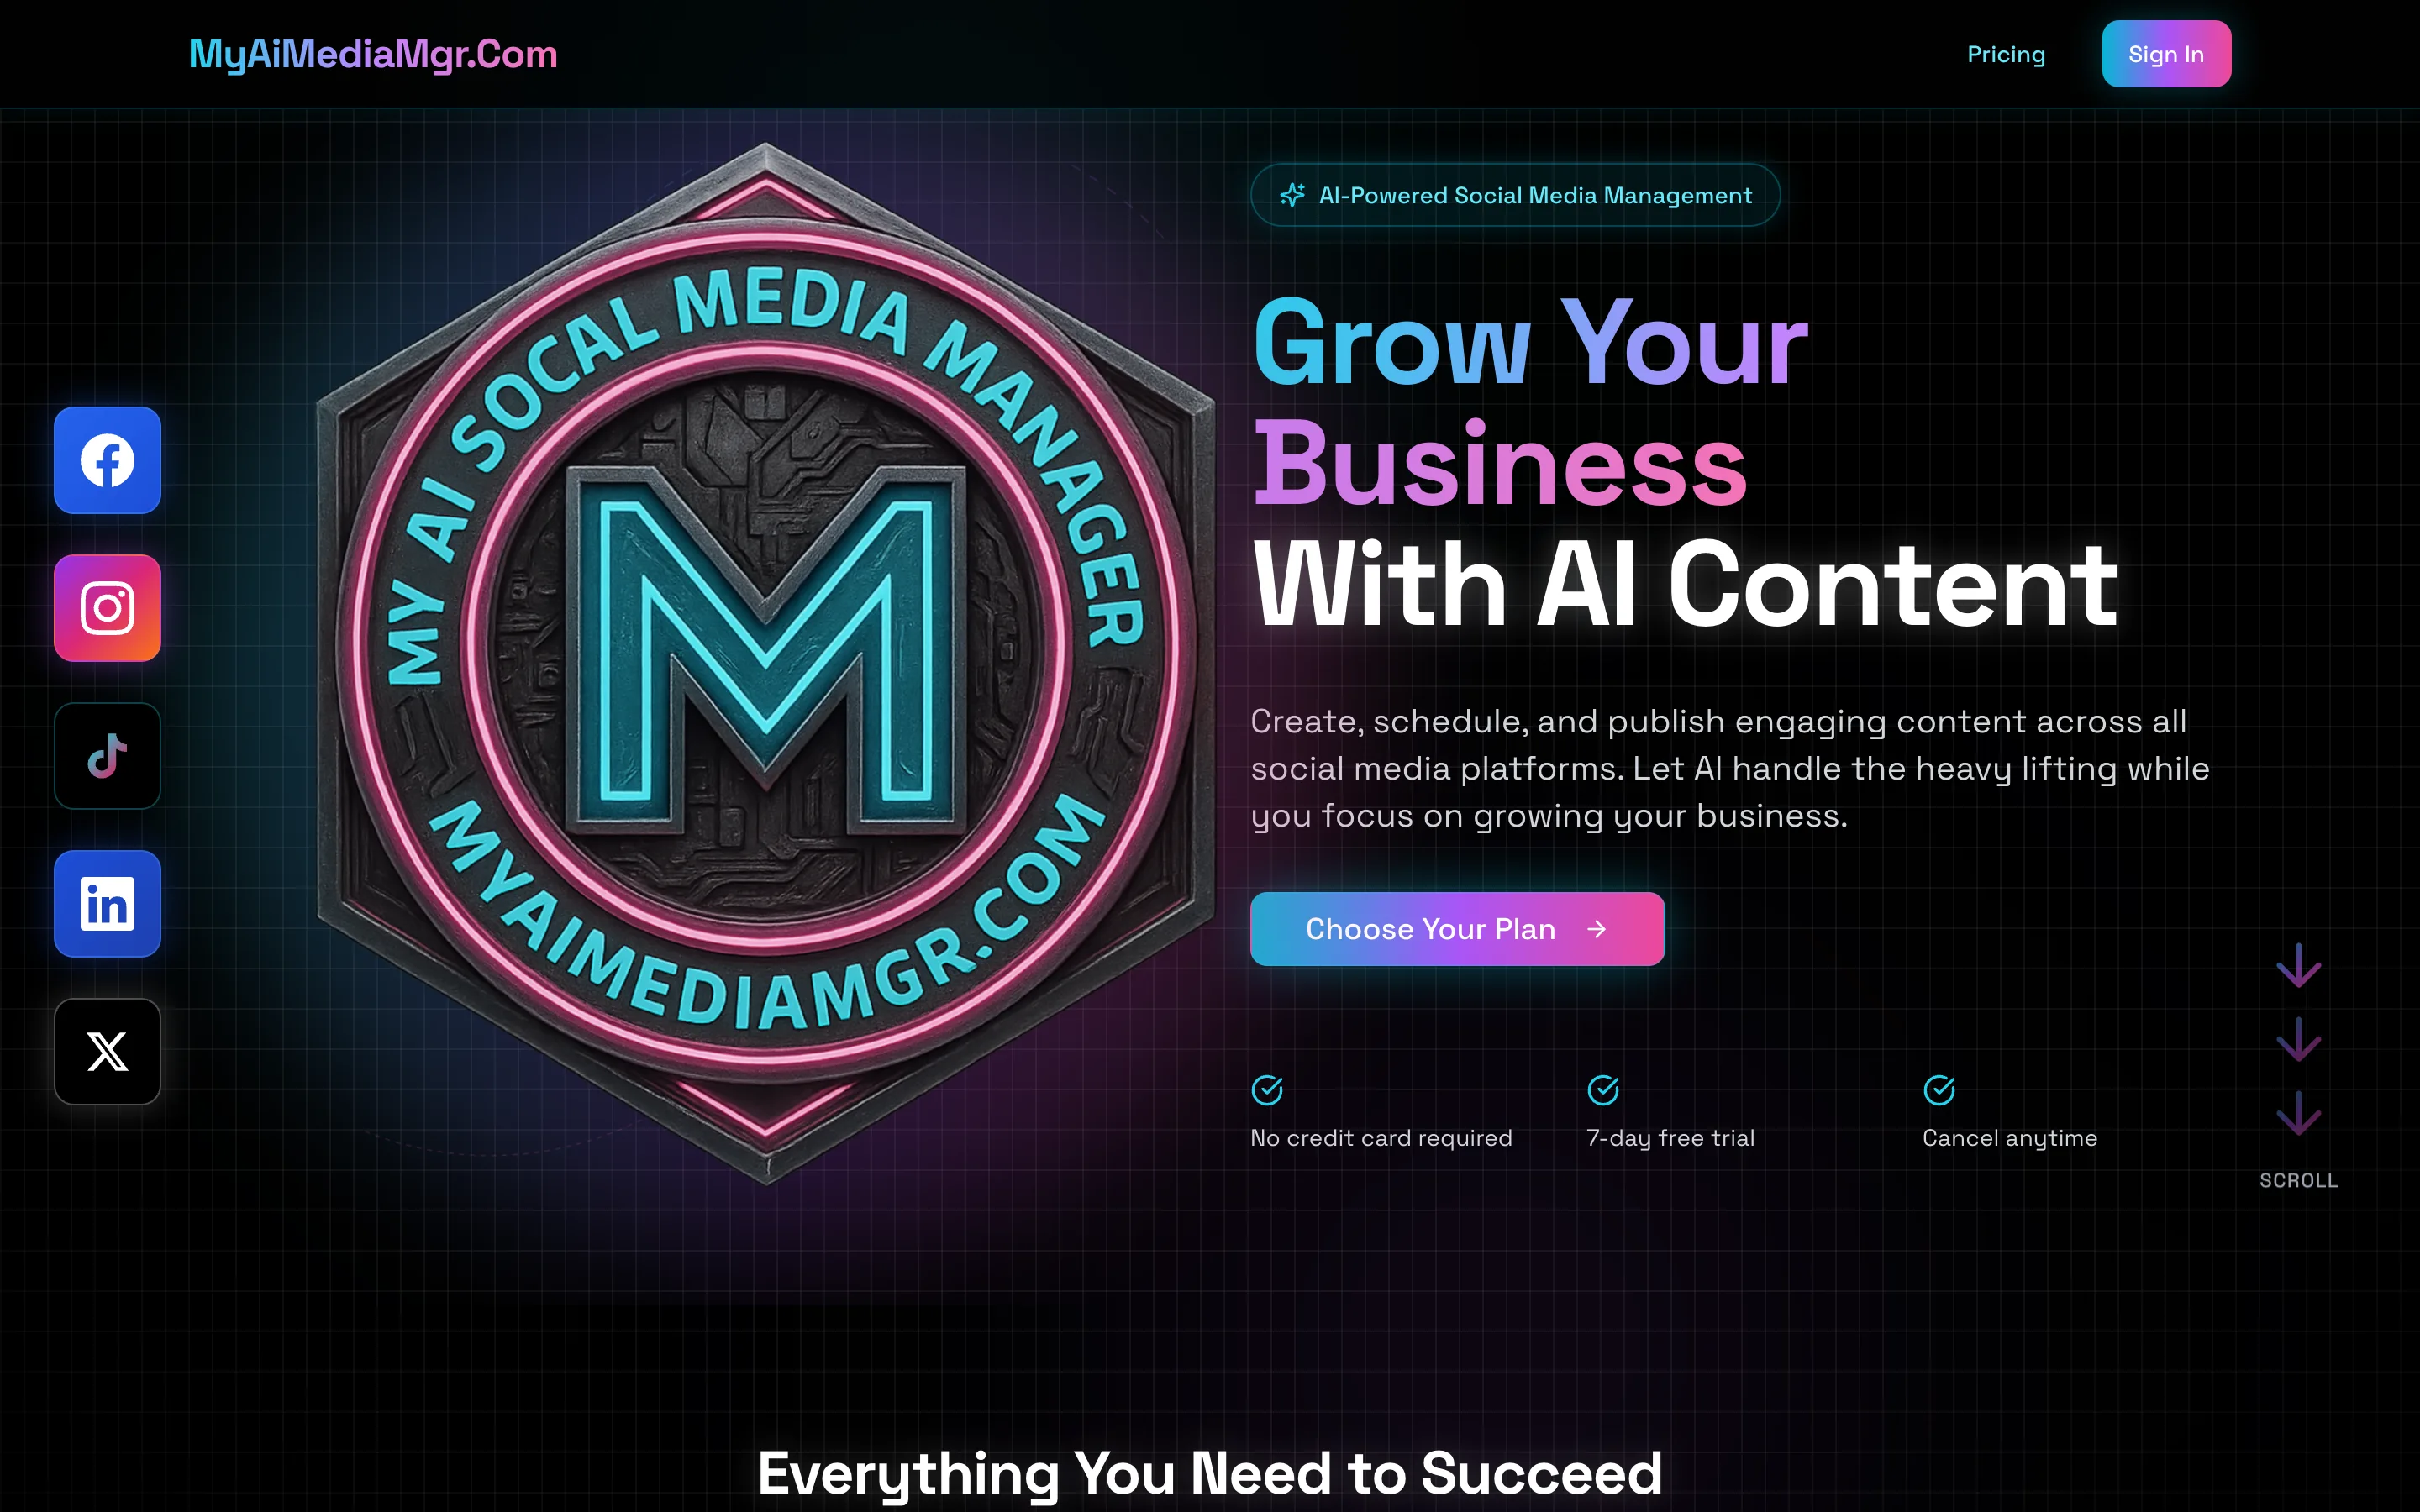 MyAiMediaMgr.Com
Pricing
Sign In
MY AI SOCAL MEDIA MANAGER
M
MYAIMEDIAMGR.COM
AI-Powered Social Media Management
Grow Your
Business
With AI Content
Create, schedule, and publish engaging content across all
social media platforms. Let AI handle the heavy lifting while
you focus on growing your business.
Choose Your Plan
No credit card required
7-day free trial
Cancel anytime
SCROLL
Everything You Need to Succeed